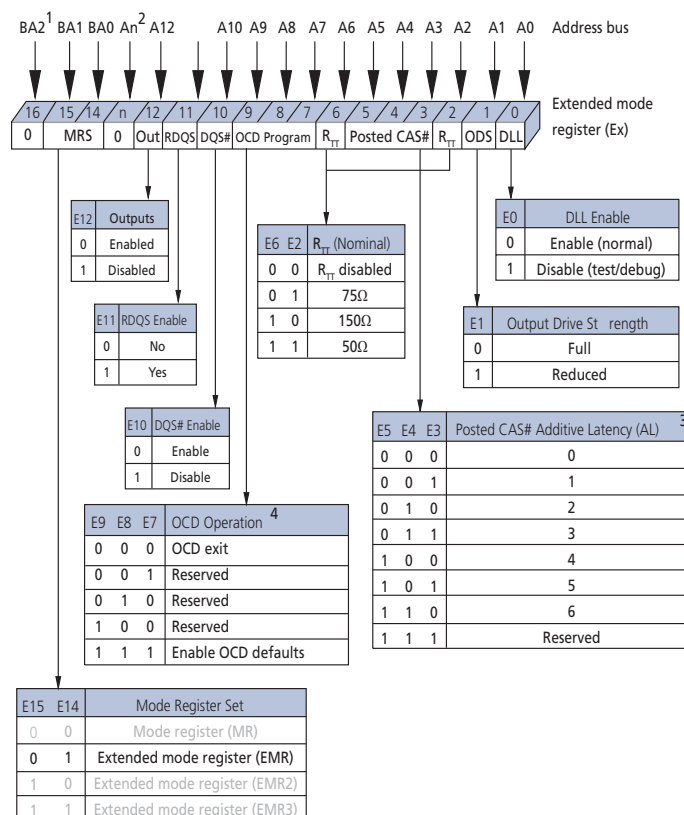 BA2 1 BA1 BA0 An 2 A12 A10 A9 A8 A7 A6 A5 A4 A3 A2 A1 A0 Address bus
16 15 14 n 12 11 10 9 8 7 6 5 4 3 2 1 0
0 MRS 0 Out RDQS DQS# OCD Program RTT Posted CAS# RTT ODS DLL
Extended mode
register (Ex)
E12 Outputs
0 Enabled
1 Disabled
E11 RDQS Enable
0 No
1 Yes
E10 DQS# Enable
0 Enable
1 Disable
E6 E2 RTT (Nominal)
0 0 RTT disabled
0 1 75Ω
1 0 150Ω
1 1 50Ω
E0 DLL Enable
0 Enable (normal)
1 Disable (test/debug)
E1 Output Drive St rength
0 Full
1 Reduced
E5 E4 E3 Posted CAS# Additive Latency (AL) 3
0 0 0 0
0 0 1 1
0 1 0 2
0 1 1 3
1 0 0 4
1 0 1 5
1 1 0 6
1 1 1 Reserved
E9 E8 E7 OCD Operation 4
0 0 0 OCD exit
0 0 1 Reserved
0 1 0 Reserved
1 0 0 Reserved
1 1 1 Enable OCD defaults
E15 E14 Mode Register Set
0 0 Mode register (MR)
0 1 Extended mode register (EMR)
1 0 Extended mode register (EMR2)
1 1 Extended mode register (EMR3)